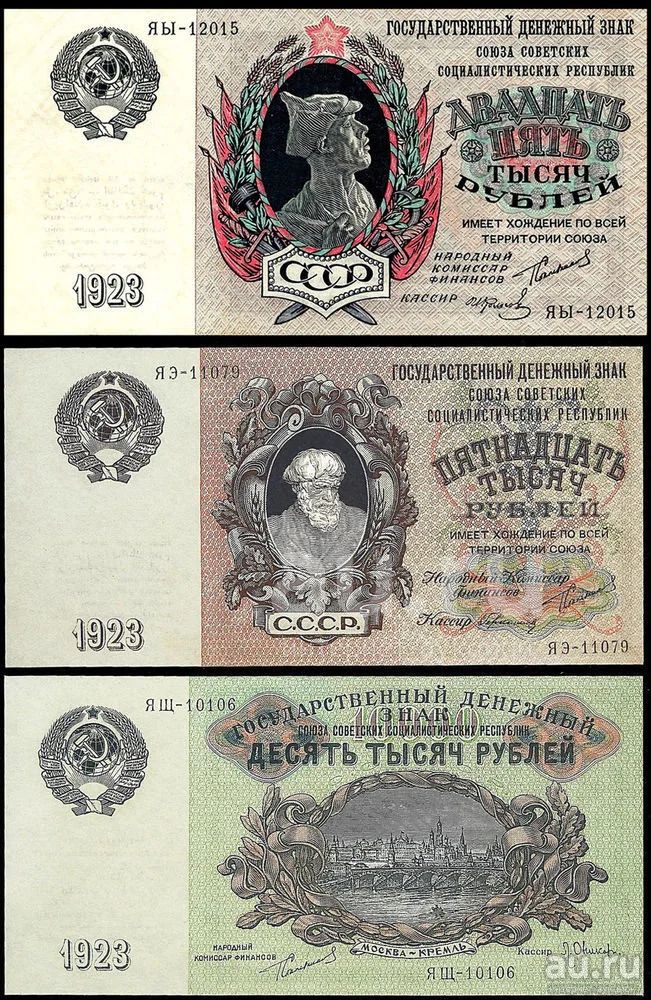 ЯЫ-12015
ГОСУДАРСТВЕННЫЙ ДЕНЕЖНЫЙ ЗНАК
СОЮЗА СОВЕТСКИХ
СОЦИАЛИСТИЧЕСКИХ РЕСПУБЛИК
ДВАДЦАТЬ
ПЯТЬ
ТЫСЯЧ
РУБЛЕЙ
ИМЕЕТ ХОЖДЕНИЕ ПО ВСЕЙ
ТЕРРИТОРИИ СОЮЗА
НАРОДНЫЙ
КОМИССАР
ФИНАНСОВ
КАССИР
СССР
1923
ЯЫ-12015
ЯЭ-11079
ГОСУДАРСТВЕННЫЙ ДЕНЕЖНЫЙ ЗНАК
СОЮЗА СОВЕТСКИХ
СОЦИАЛИСТИЧЕСКИХ РЕСПУБЛИК
ПЯТНАДЦАТЬ
ТЫСЯЧ
РУБЛЕЙ
ИМЕЕТ ХОЖДЕНИЕ ПО ВСЕЙ
ТЕРРИТОРИИ СОЮЗА
Народный Комиссар
Финансов
Кассир
С.С.С.Р.
1923
ЯЭ-11079
ЯЩ-10106
ГОСУДАРСТВЕННЫЙ ДЕНЕЖНЫЙ
ЗНАК
10000
СОЮЗА СОВЕТСКИХ СОЦИАЛИСТИЧЕСКИХ РЕСПУБЛИК
ДЕСЯТЬ ТЫСЯЧ РУБЛЕЙ
МОСКВА-КРЕМЛЬ
1923
НАРОДНЫЙ
КОМИССАР ФИНАНСОВ
Кассир
ЯЩ-10106
au.ru